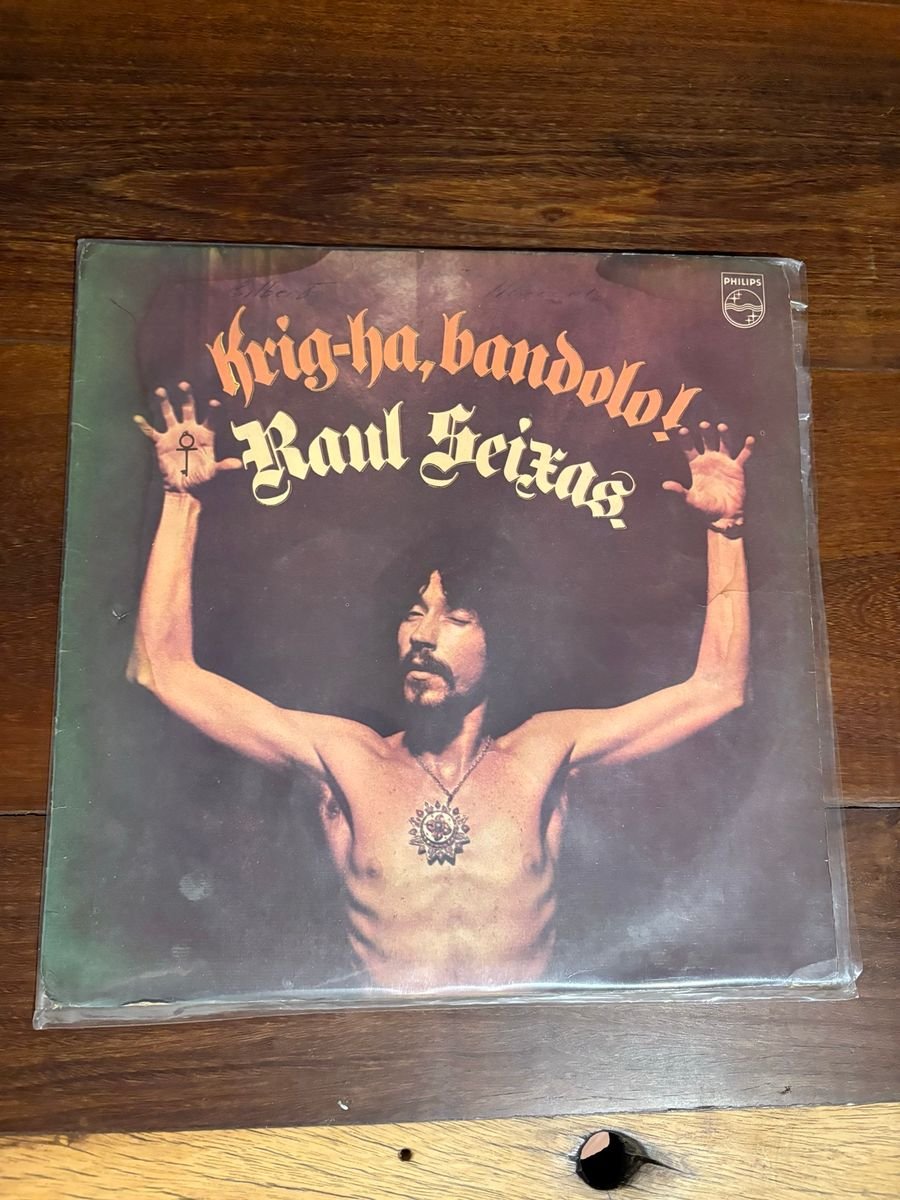 PHILIPS
Krig-ha, bandolo!
Raul Seixas